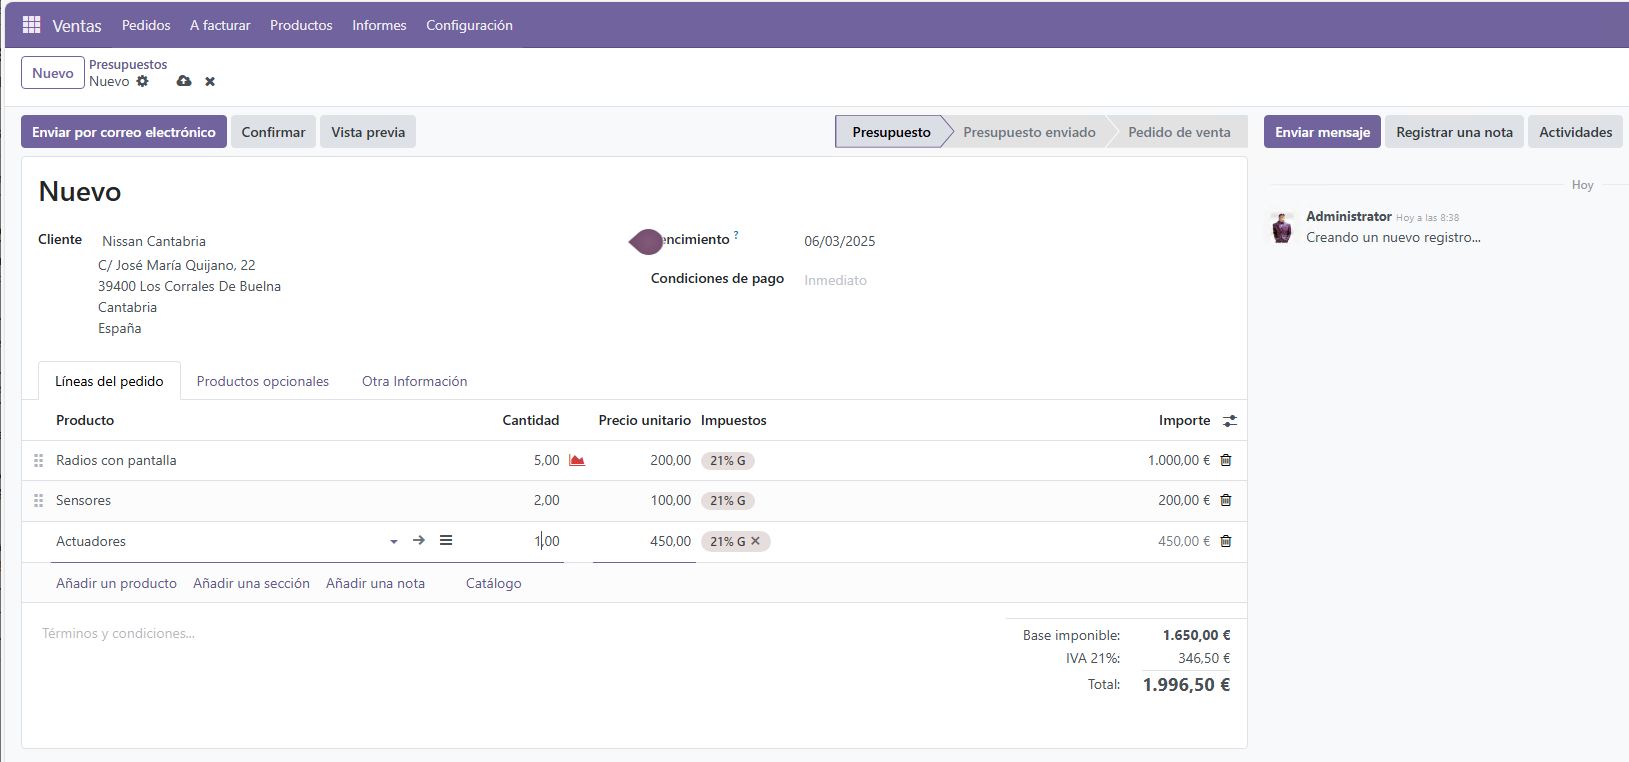 Ventas Pedidos A facturar Productos Informes Configuración
Nuevo
Presupuestos
Nuevo
Enviar por correo electrónico Confirmar Vista previa
Presupuesto Presupuesto enviado Pedido de venta
Enviar mensaje Registrar una nota Actividades
Hoy
Administrator Hoy a las 8:38
Creando un nuevo registro...
Nuevo
Cliente Nissan Cantabria
C/ José María Quijano, 22
39400 Los Corrales De Buelna
Cantabria
España
encimiento ? 06/03/2025
Condiciones de pago Inmediato
Líneas del pedido Productos opcionales Otra Información
Producto Cantidad Precio unitario Impuestos Importe
Radios con pantalla 5,00 200,00 21% G 1.000,00 €
Sensores 2,00 100,00 21% G 200,00 €
Actuadores 1,00 450,00 21% G 450,00 €
Añadir un producto Añadir una sección Añadir una nota Catálogo
Términos y condiciones...
Base imponible: 1.650,00 €
IVA 21%: 346,50 €
Total: 1.996,50 €